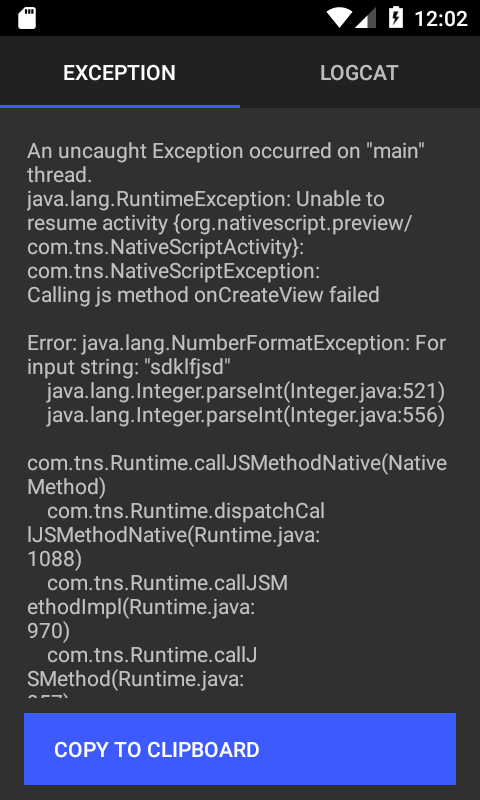 12:02
EXCEPTION
LOGCAT
An uncaught Exception occurred on "main"
thread.
java.lang.RuntimeException: Unable to
resume activity {org.nativescript.preview/
com.tns.NativeScriptActivity}:
com.tns.NativeScriptException:
Calling js method onCreateView failed
Error: java.lang.NumberFormatException: For
input string: "sdklfjsd"
java.lang.Integer.parseInt(Integer.java:521)
java.lang.Integer.parseInt(Integer.java:556)
com.tns.Runtime.callJSMethodNative(Native
Method)
com.tns.Runtime.dispatchCal
lJSMethodNative(Runtime.java:
1088)
com.tns.Runtime.callJSM
ethodImpl(Runtime.java:
970)
com.tns.Runtime.callJ
SMethod(Runtime.java:
COPY TO CLIPBOARD